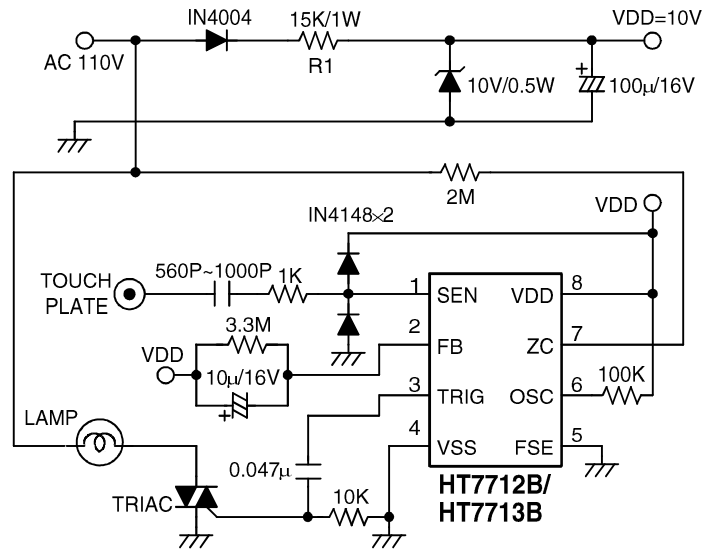 IN4004
15K/1W
VDD=10V
AC 110V
R1
10V/0.5W
+
100μ/16V
2M
IN4148×2
VDD
560P~1000P
TOUCH
PLATE
1K
1
SEN
VDD
8
3.3M
2
FB
ZC
7
VDD
10μ/16V
+
3
TRIG
OSC
6
100K
LAMP
4
VSS
FSE
5
0.047μ
HT7712B/
HT7713B
TRIAC
10K